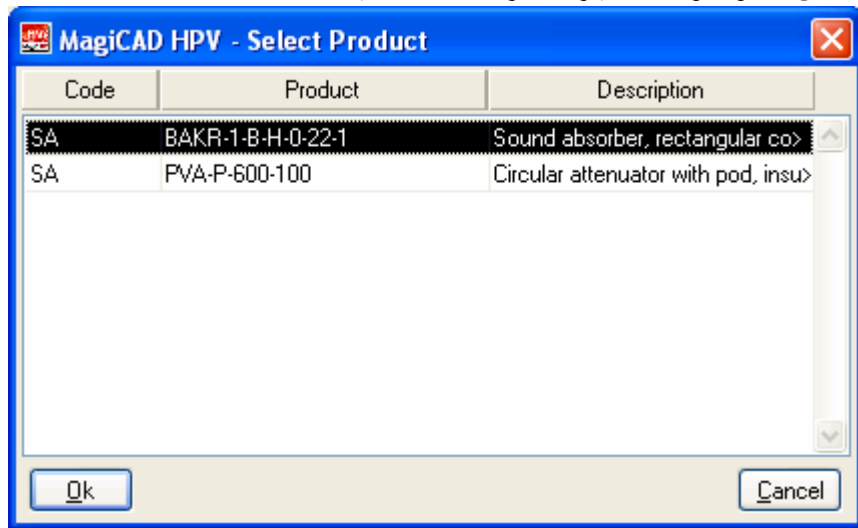 MagiCAD HPV - Select Product
Code Product Description
SA BAKR-1-B-H-0-22-1 Sound absorber, rectangular co>
SA PVA-P-600-100 Circular attenuator with pod, insu>
Ok Cancel